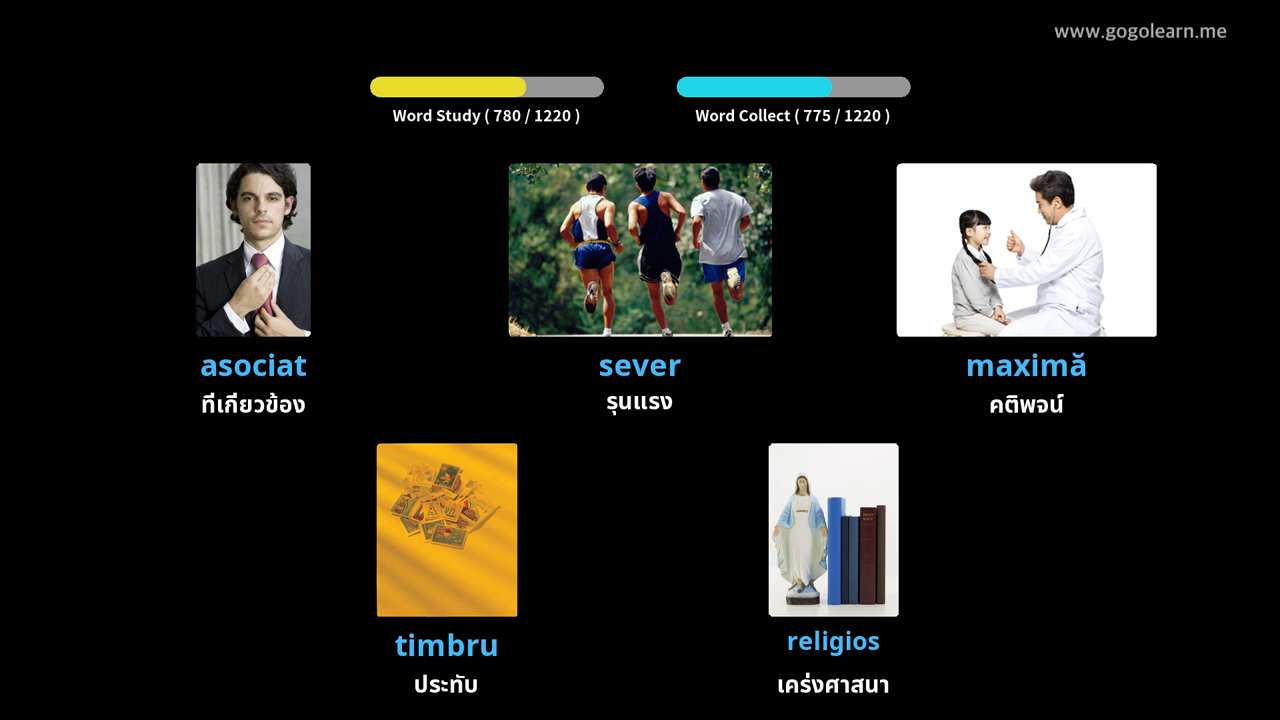 www.gogolearn.me
Word Study ( 780 / 1220 )
Word Collect ( 775 / 1220 )
asociat
ที่เกี่ยวข้อง
sever
รุนแรง
maximă
คติพจน์
timbru
ประทับ
religios
เคร่งศาสนา